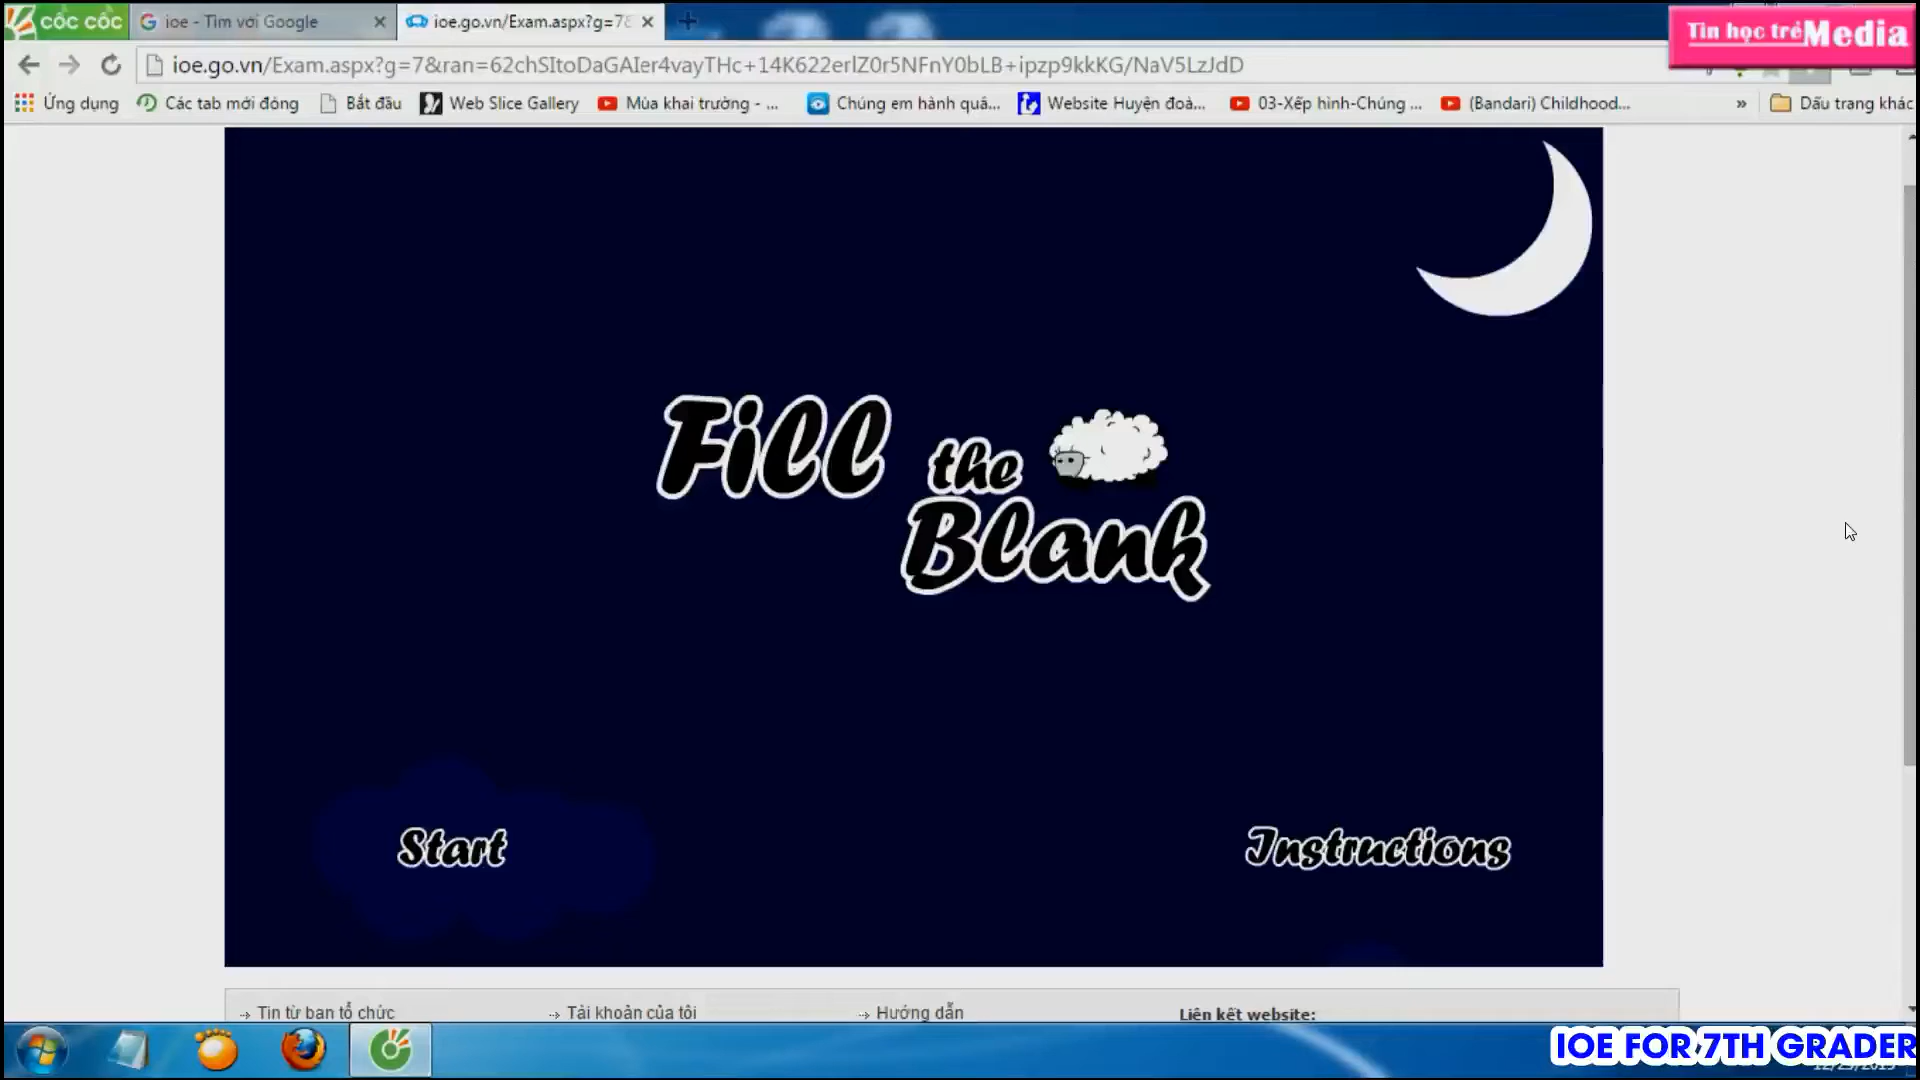 cốc cốc
ioe - Tìm với Google
ioe.go.vn/Exam.aspx?g=7&
Tin học trẻ Media
ioe.go.vn/Exam.aspx?g=7&ran=62chSItoDaGAIer4vayTHc+14K622erlZ0r5NFnY0bLB+ipzp9kkKG/NaV5LzJdD
Ứng dụng
Các tab mới đóng
Bắt đầu
Web Slice Gallery
Mùa khai trường - ...
Chúng em hành quâ...
Website Huyện đoà...
03-Xếp hình-Chúng ...
(Bandari) Childhood...
»
Dấu trang khác
Fill the
Blank
Start
Instructions
Tin từ ban tổ chức
Tài khoản của tôi
Hướng dẫn
Liên kết website:
IOE FOR 7TH GRADER